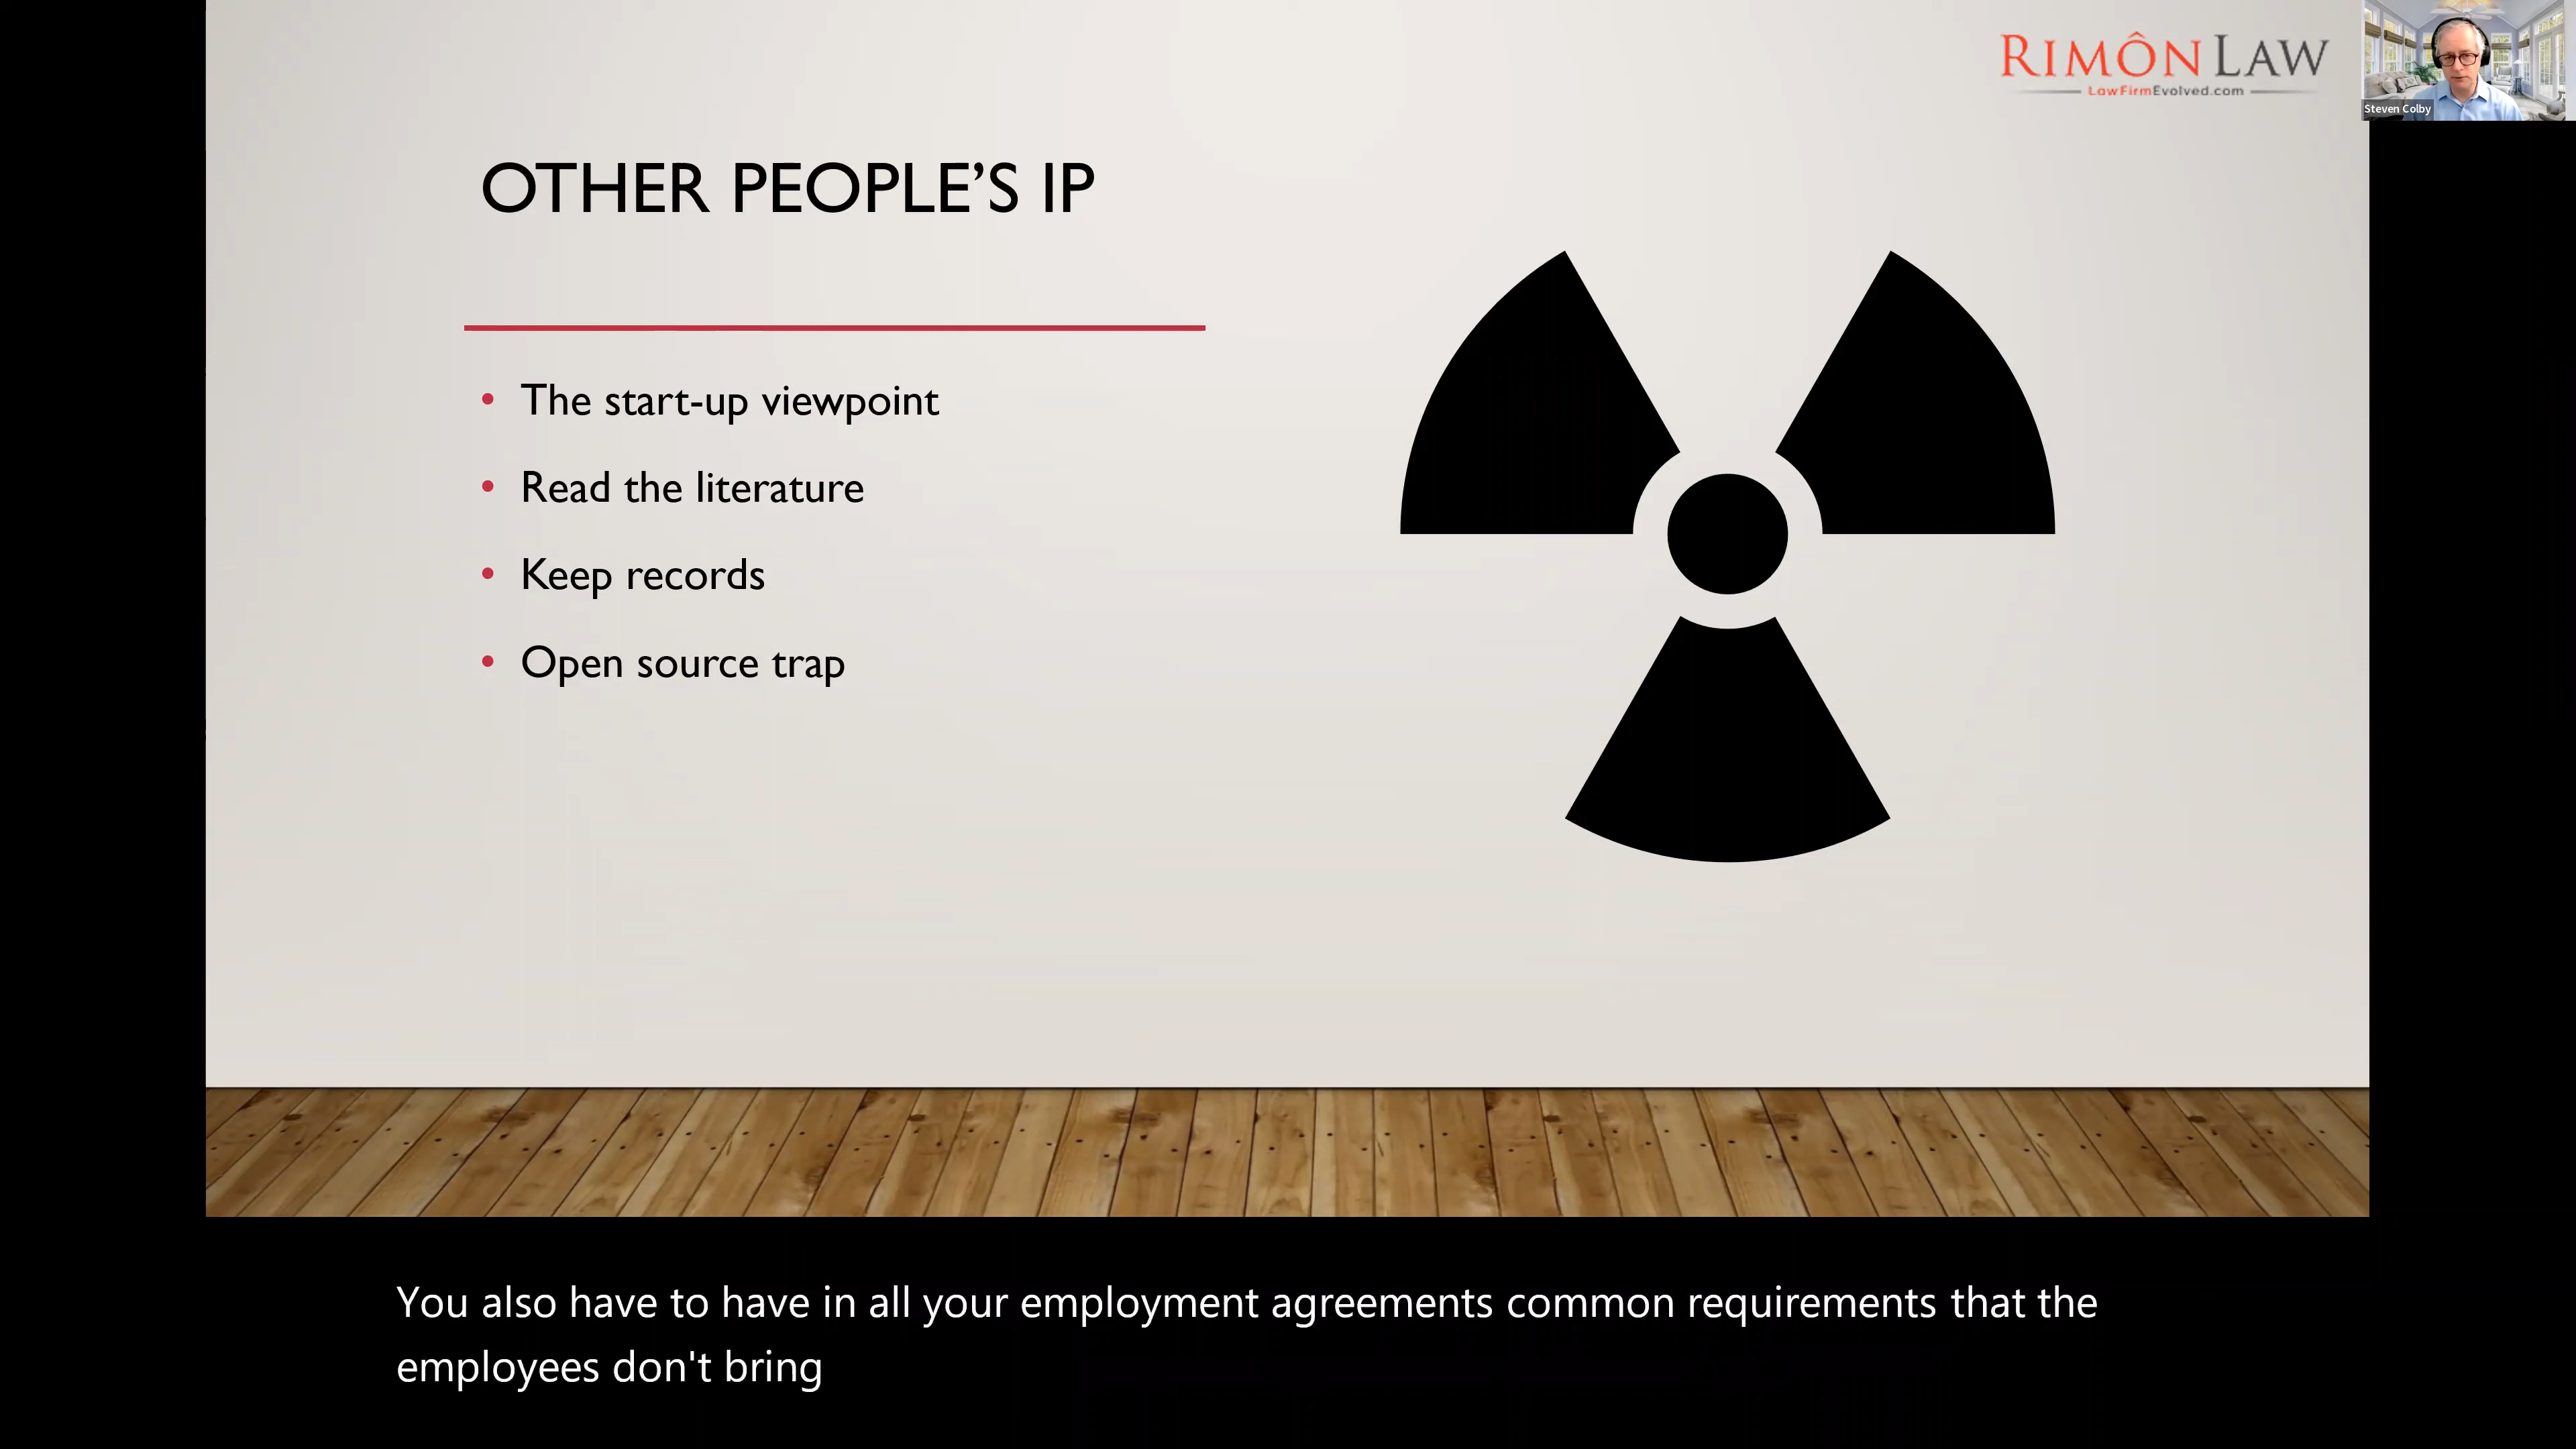 RIMÔN LAW
LawFirmEvolved.com
Steven Colby
OTHER PEOPLE'S IP
• The start-up viewpoint
• Read the literature
• Keep records
• Open source trap
You also have to have in all your employment agreements common requirements that the
employees don't bring